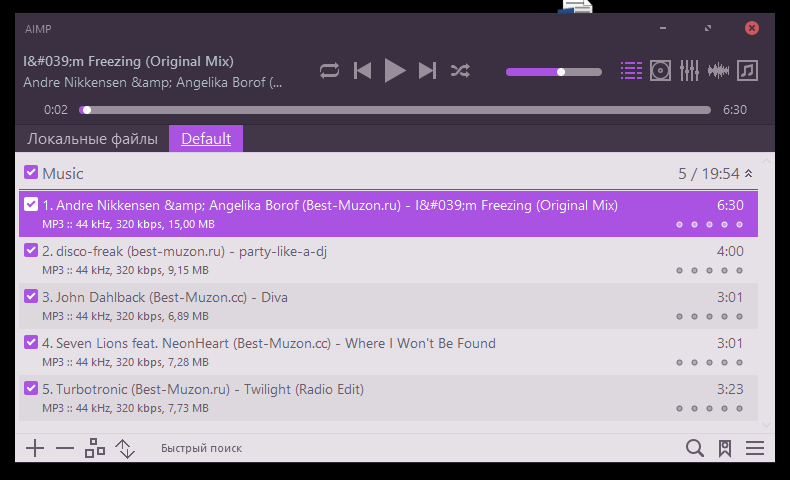 AIMP
I&#039;m Freezing (Original Mix)
Andre Nikkensen &amp; Angelika Borof (...
0:02
6:30
Локальные файлы
Default
Music
5 / 19:54
1. Andre Nikkensen &amp; Angelika Borof (Best-Muzon.ru) - I&#039;m Freezing (Original Mix)
6:30
MP3 :: 44 kHz, 320 kbps, 15,00 MB
2. disco-freak (best-muzon.ru) - party-like-a-dj
4:00
MP3 :: 44 kHz, 320 kbps, 9,15 MB
3. John Dahlback (Best-Muzon.cc) - Diva
3:01
MP3 :: 44 kHz, 320 kbps, 6,89 MB
4. Seven Lions feat. NeonHeart (Best-Muzon.cc) - Where I Won't Be Found
3:01
MP3 :: 44 kHz, 320 kbps, 7,28 MB
5. Turbotronic (Best-Muzon.ru) - Twilight (Radio Edit)
3:23
MP3 :: 44 kHz, 320 kbps, 7,73 MB
Быстрый поиск